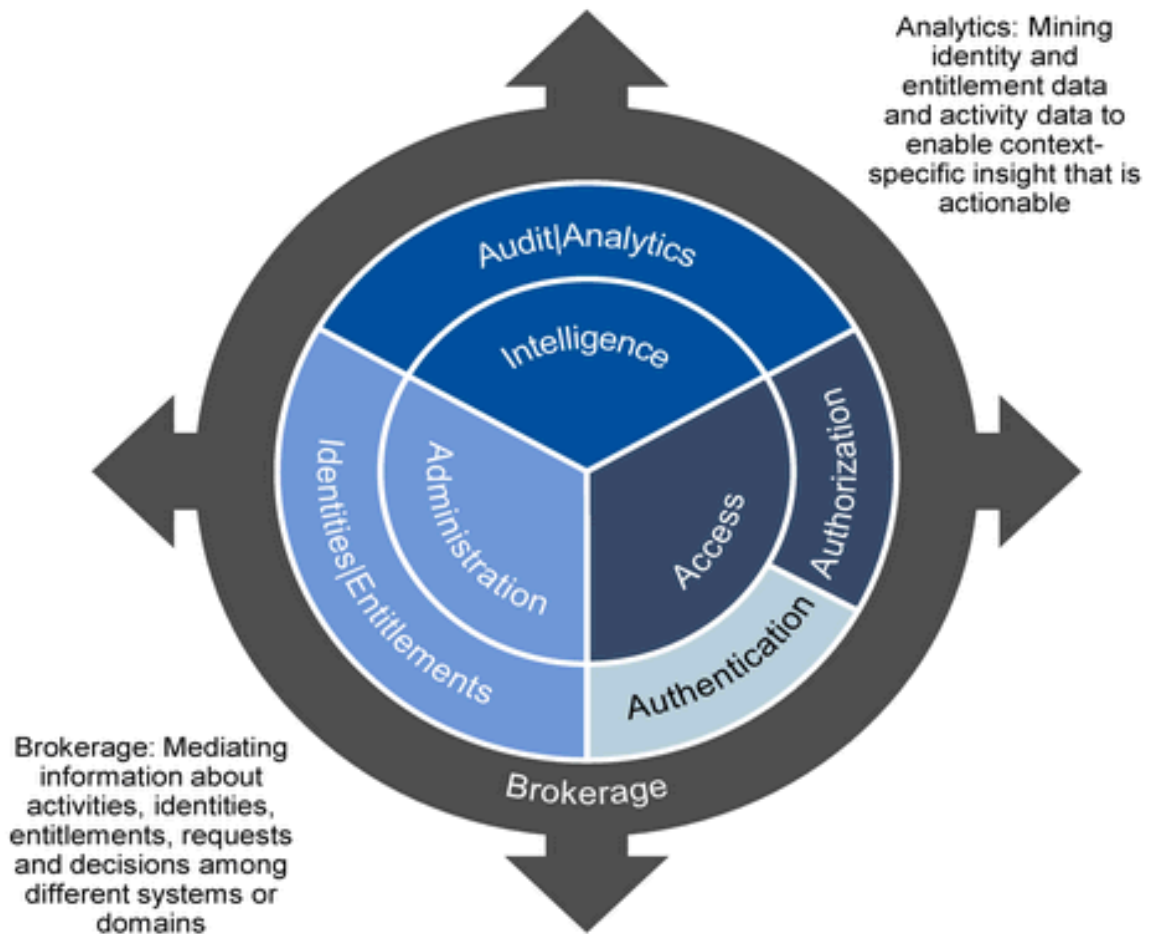 Analytics: Mining
identity and
entitlement data
and activity data to
enable context-
specific insight that is
actionable
Audit|Analytics
Intelligence
Authorization
Identities|Entitlements
Administration
Access
Authentication
Brokerage
Brokerage: Mediating
information about
activities, identities,
entitlements, requests
and decisions among
different systems or
domains